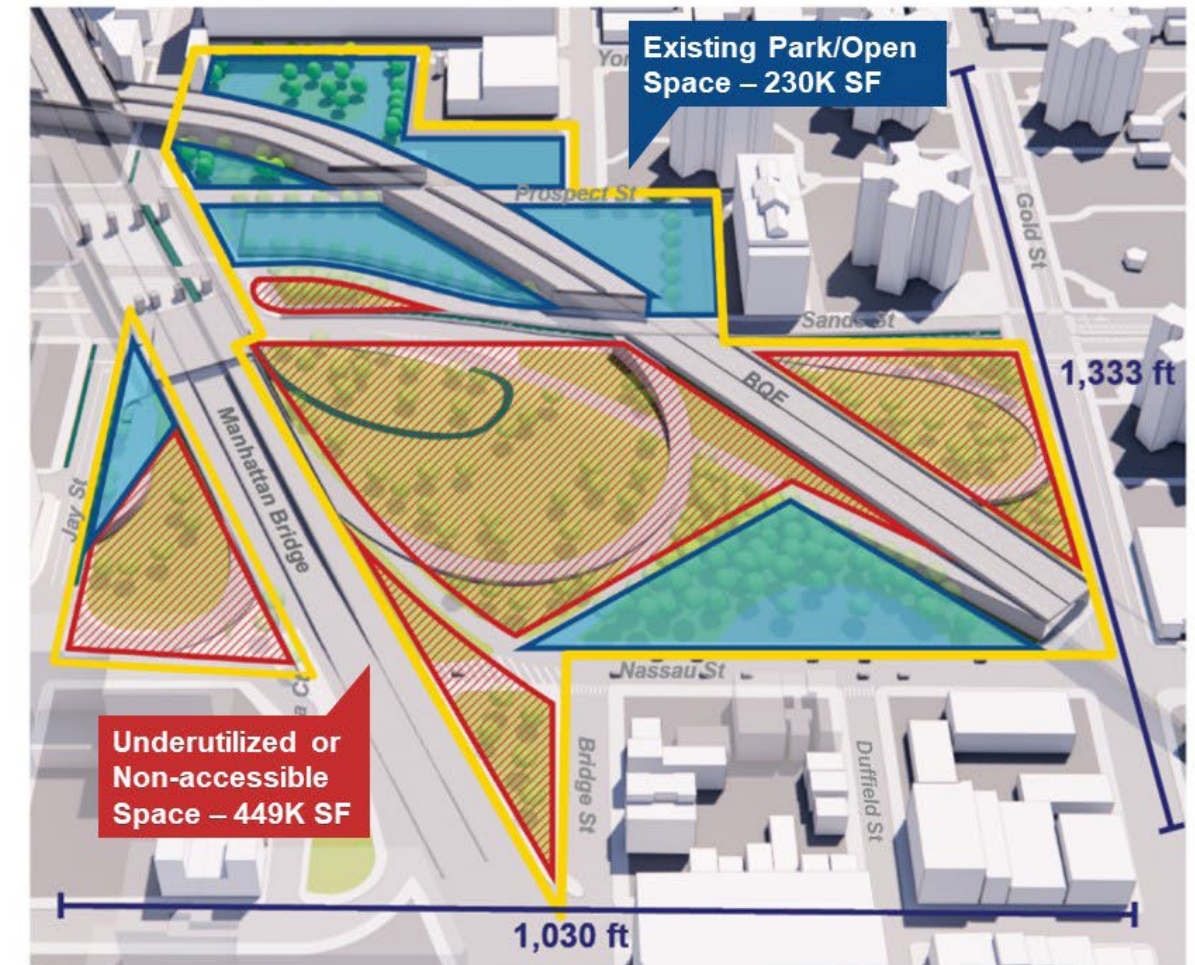 Existing Park/Open
Space – 230K SF
Prospect St
Gold St
Sands St
1,333 ft
BQE
Manhattan Bridge
Jay St
Nassau St
Underutilized or
Non-accessible
Space – 449K SF
Bridge St
Duffield St
1,030 ft